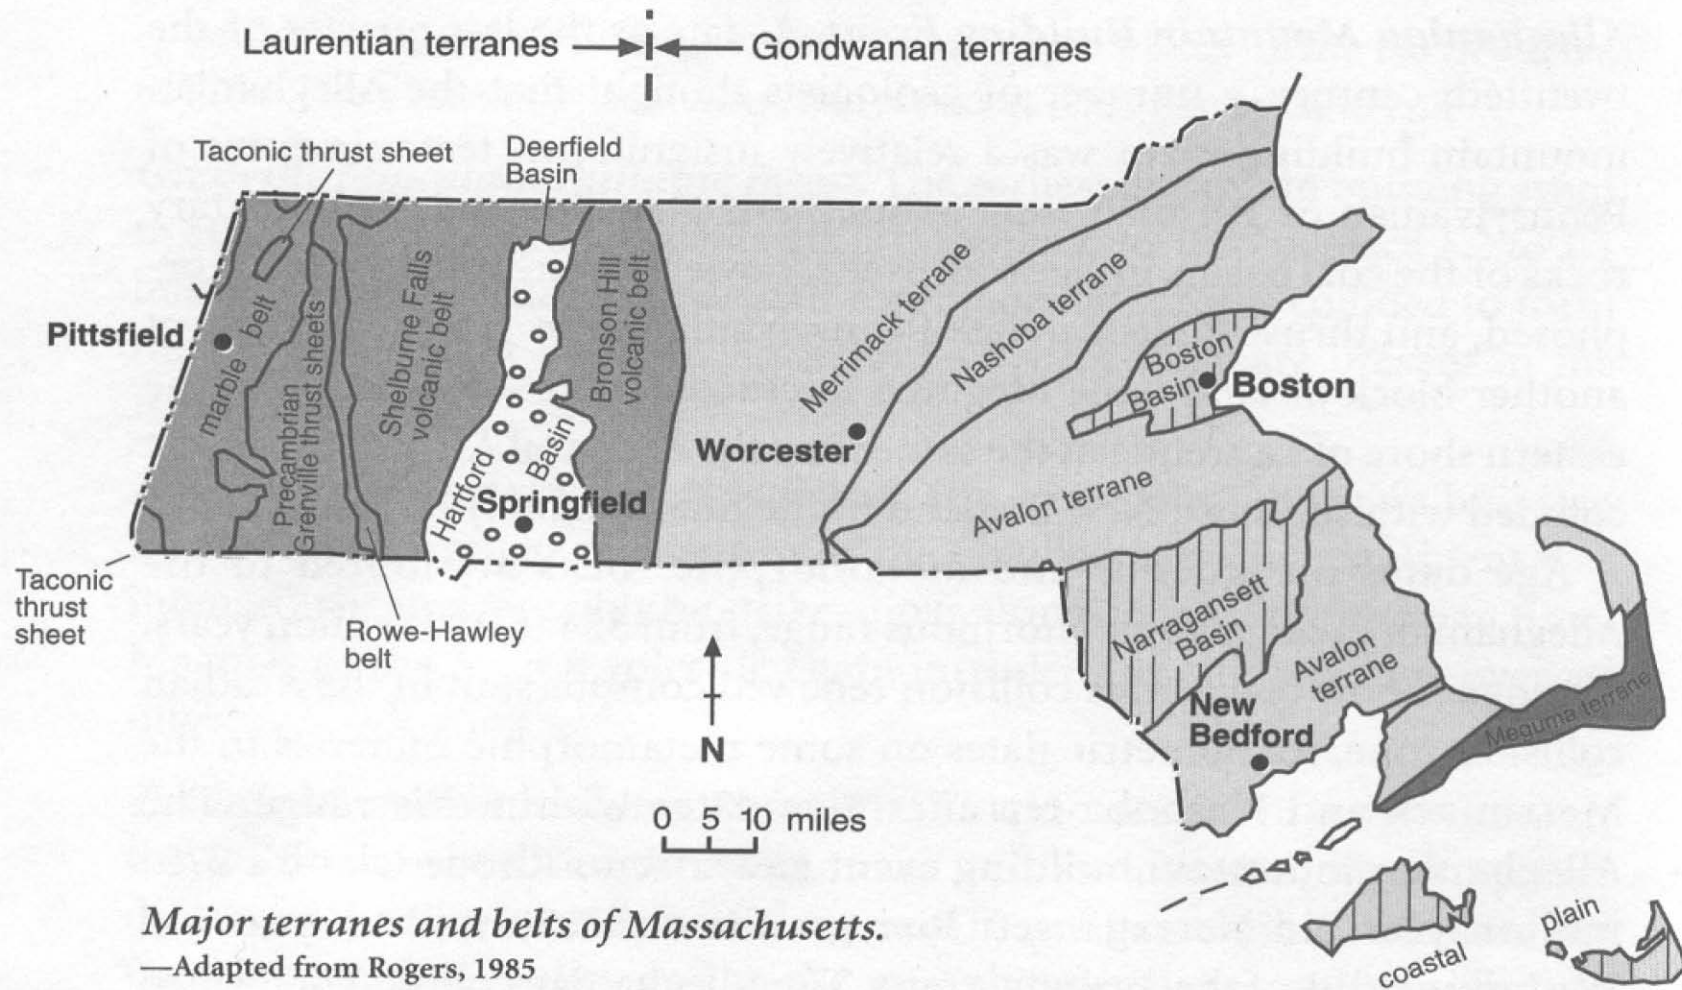 Laurentian terranes
Gondwanan terranes
Taconic thrust sheet
Deerfield
Basin
Pittsfield
marble belt
Precambrian
Grenville thrust sheets
Shelburne Falls
volcanic belt
Bronson Hill
volcanic belt
Hartford Basin
Springfield
Merrimack terrane
Nashoba terrane
Boston
Basin
Boston
Worcester
Avalon terrane
Narragansett
Basin
Avalon
terrane
New
Bedford
Meguma terrane
Taconic
thrust
sheet
Rowe-Hawley
belt
N
0 5 10 miles
coastal plain
Major terranes and belts of Massachusetts.
—Adapted from Rogers, 1985